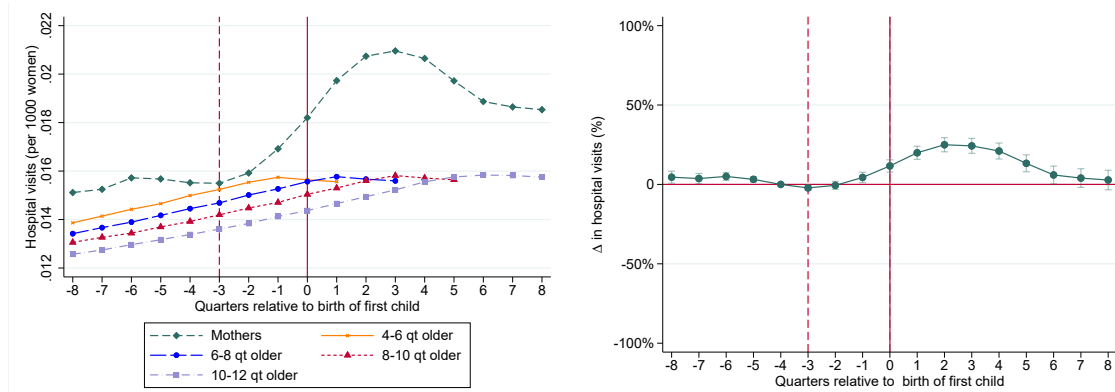 Hospital visits (per 1000 women)
.022
.02
.018
.016
.014
.012
-8 -7 -6 -5 -4 -3 -2 -1 0 1 2 3 4 5 6 7 8
Quarters relative to birth of first child
Mothers 4-6 qt older
6-8 qt older 8-10 qt older
10-12 qt older
Δ in hospital visits (%)
100%
50%
0
-50%
-100%
-8 -7 -6 -5 -4 -3 -2 -1 0 1 2 3 4 5 6 7 8
Quarters relative to birth of first child